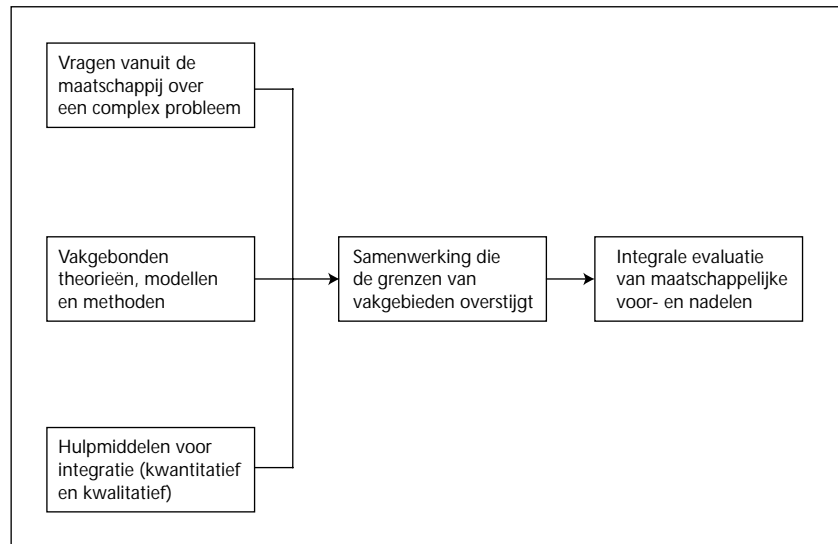 Vragen vanuit de
maatschappij over
een complex probleem
Vakgebonden
theorieën, modellen
en methoden
Samenwerking die
de grenzen van
vakgebieden overstijgt
Integrale evaluatie
van maatschappelijke
voor- en nadelen
Hulpmiddelen voor
integratie (kwantitatief
en kwalitatief)